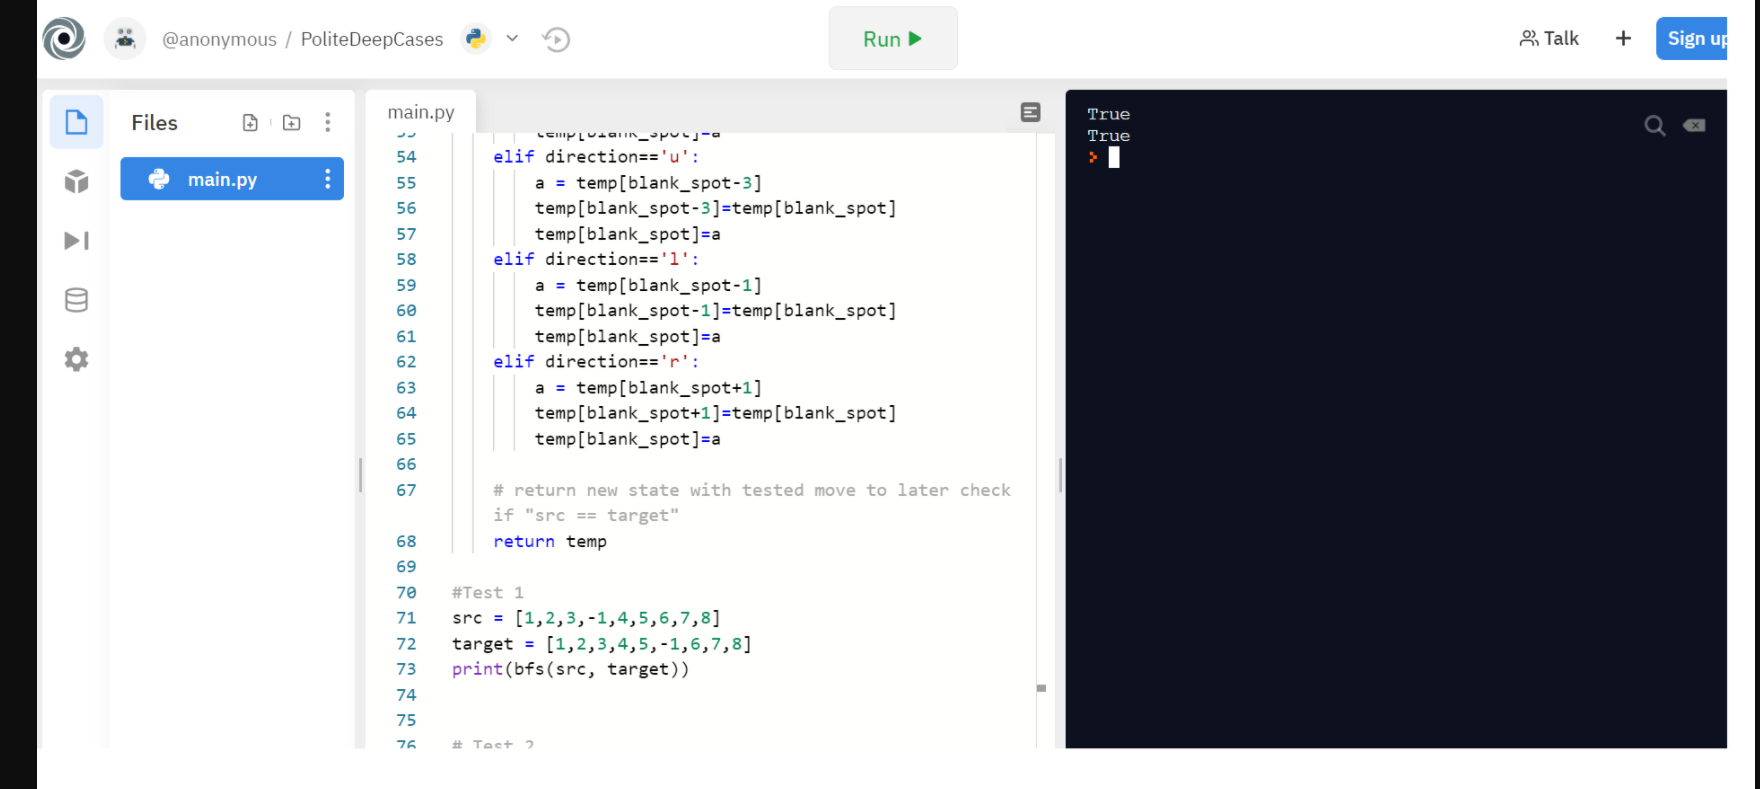 @anonymous / PoliteDeepCases
Run
Talk
+
Sign up
Files
main.py
main.py
53 temp[blank_spot]=a
54 elif direction=='u':
55 a = temp[blank_spot-3]
56 temp[blank_spot-3]=temp[blank_spot]
57 temp[blank_spot]=a
58 elif direction=='l':
59 a = temp[blank_spot-1]
60 temp[blank_spot-1]=temp[blank_spot]
61 temp[blank_spot]=a
62 elif direction=='r':
63 a = temp[blank_spot+1]
64 temp[blank_spot+1]=temp[blank_spot]
65 temp[blank_spot]=a
66
67 # return new state with tested move to later check
if "src == target"
68 return temp
69
70 #Test 1
71 src = [1,2,3,-1,4,5,6,7,8]
72 target = [1,2,3,4,5,-1,6,7,8]
73 print(bfs(src, target))
74
75
76 # Test 2
True
True
>